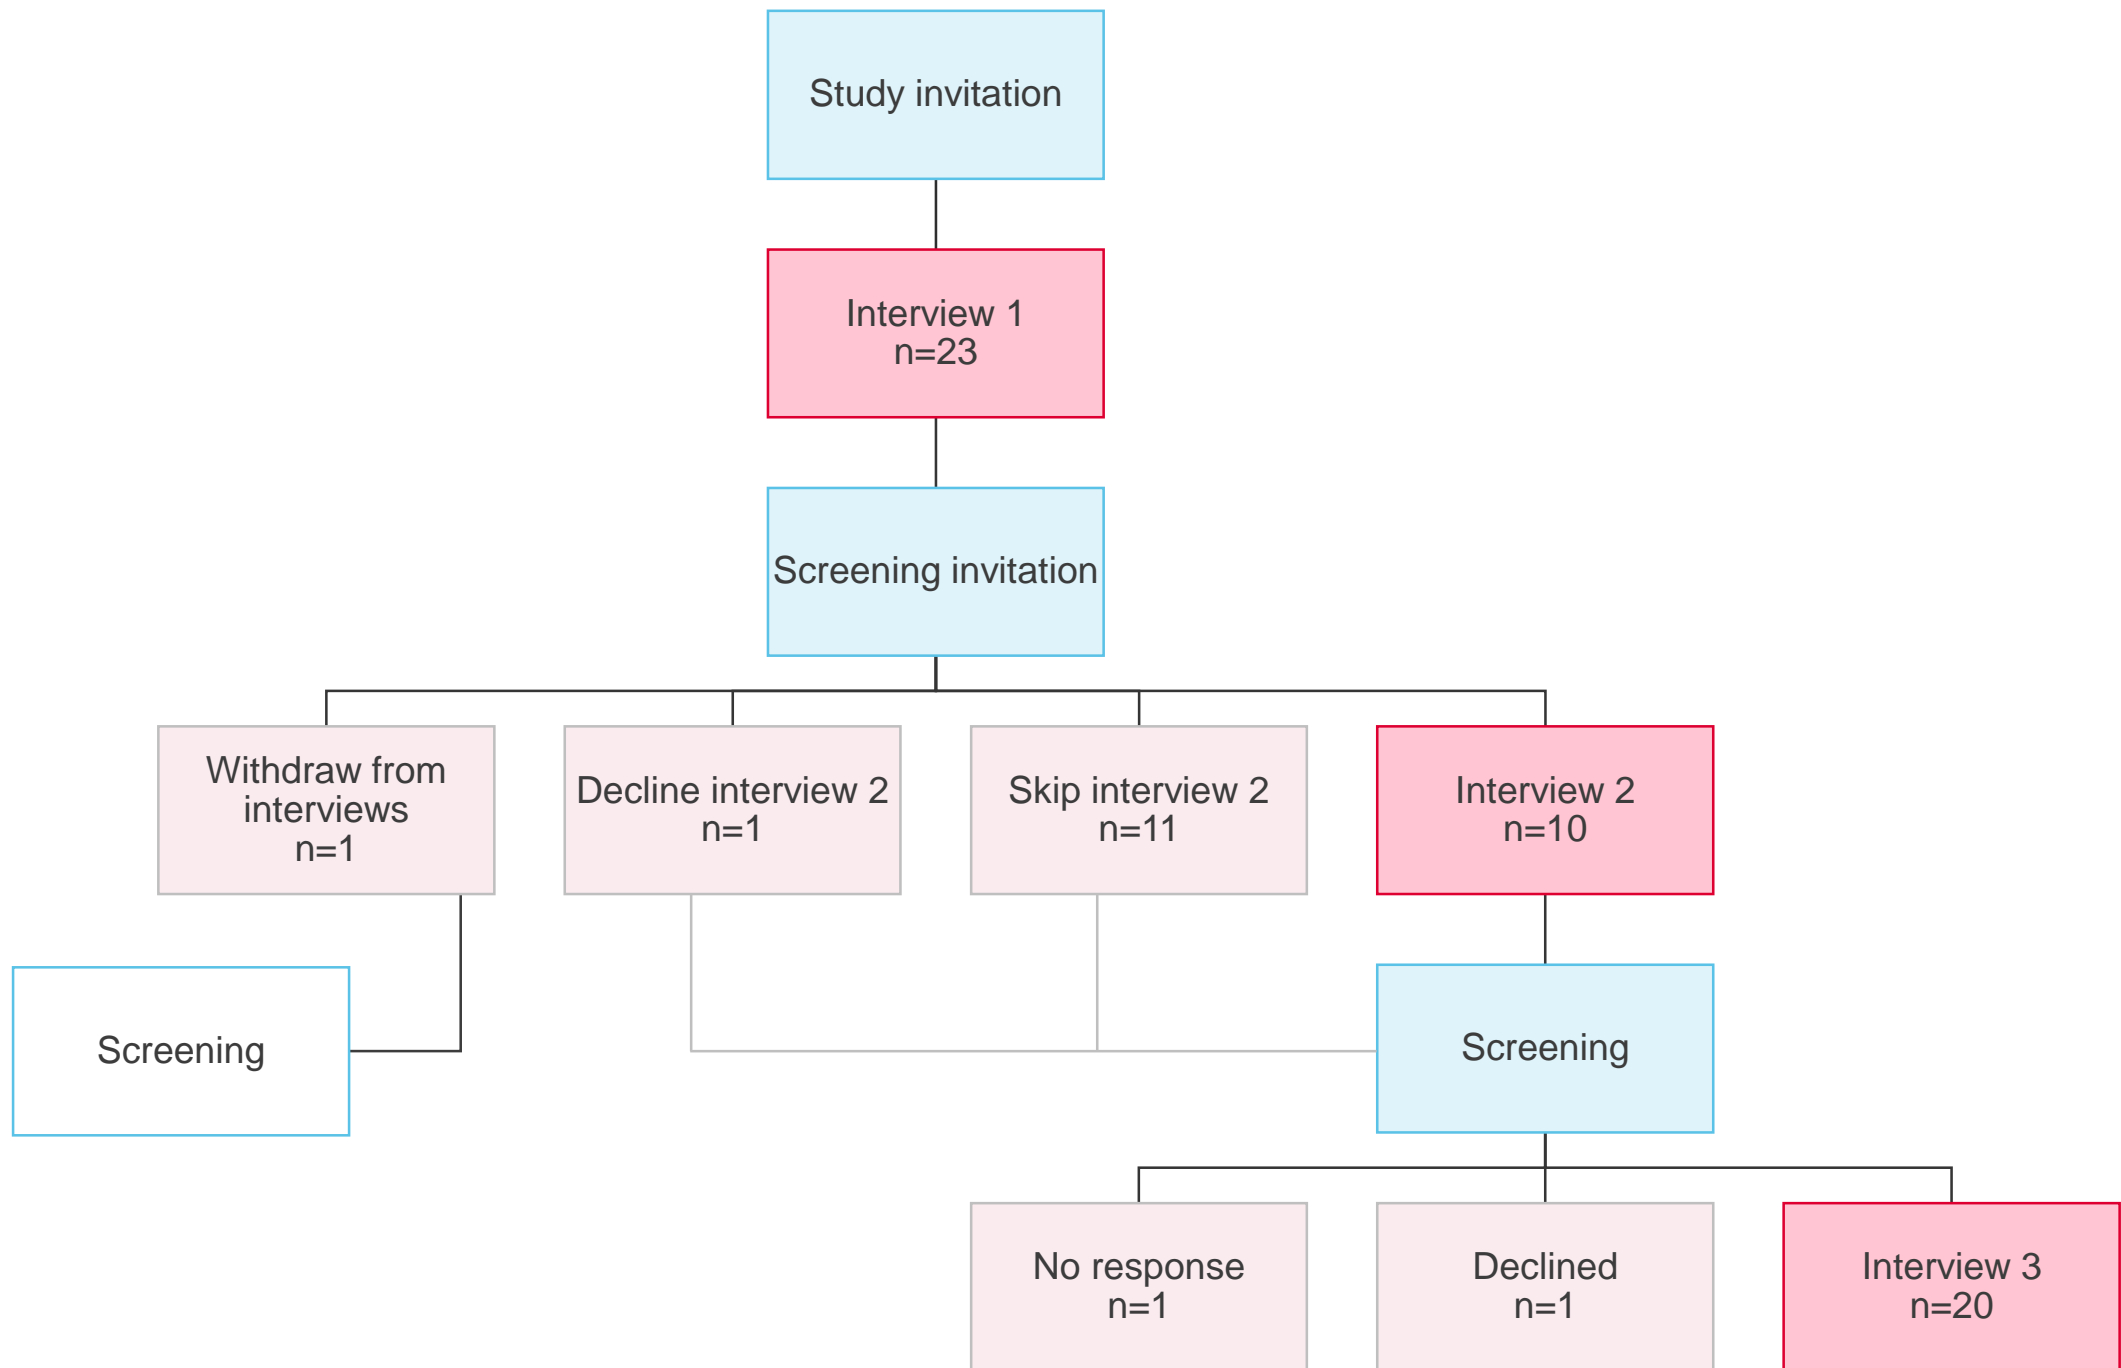 Study invitation
Interview 1
n=23
Screening invitation
Withdraw from
interviews
n=1
Decline interview 2
n=1
Skip interview 2
n=11
Interview 2
n=10
Screening
Screening
No response
n=1
Declined
n=1
Interview 3
n=20